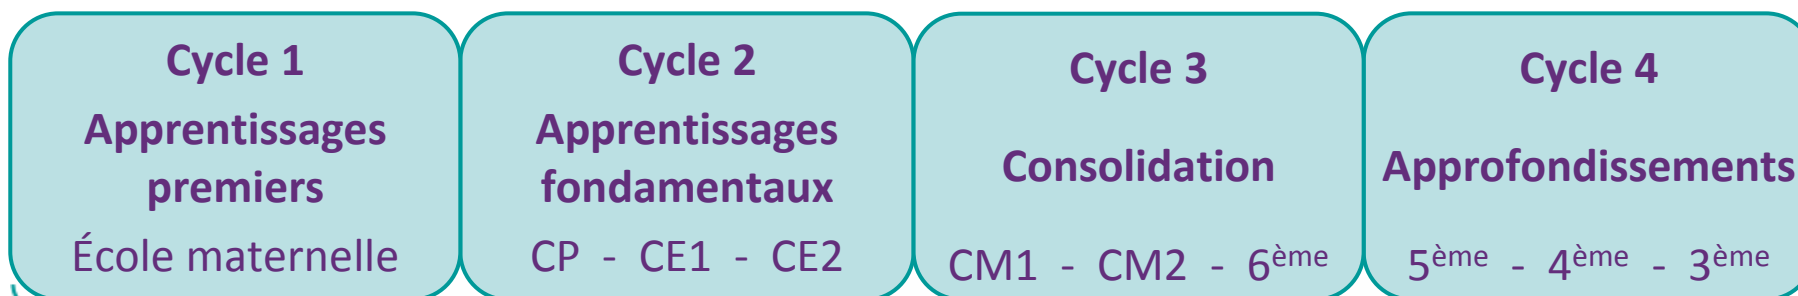 Cycle 1
Apprentissages
premiers
École maternelle
Cycle 2
Apprentissages
fondamentaux
CP - CE1 - CE2
Cycle 3
Consolidation
CM1 - CM2 - 6ème
Cycle 4
Approfondissements
5ème - 4ème - 3ème